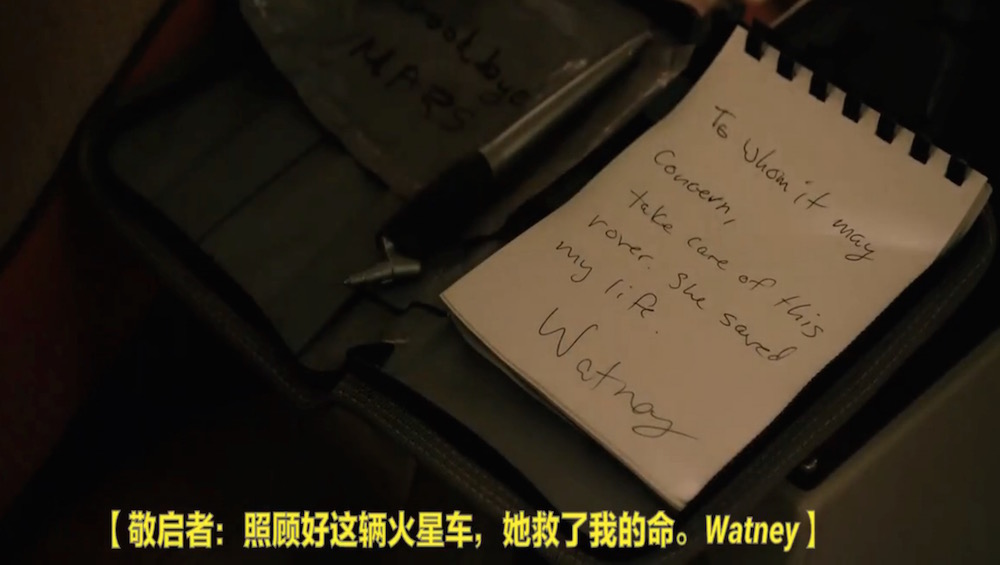 Goodbye
MARS
To whom it may
concern,
take care of this
rover. She saved
my life.
Watney
【敬启者：照顾好这辆火星车，她救了我的命。Watney】